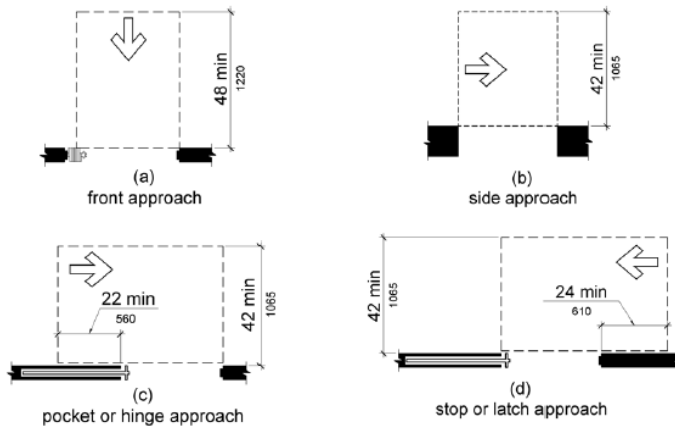 48 min
1220
(a)
front approach
42 min
1065
(b)
side approach
22 min
560
42 min
1065
(c)
pocket or hinge approach
42 min
1065
24 min
610
(d)
stop or latch approach